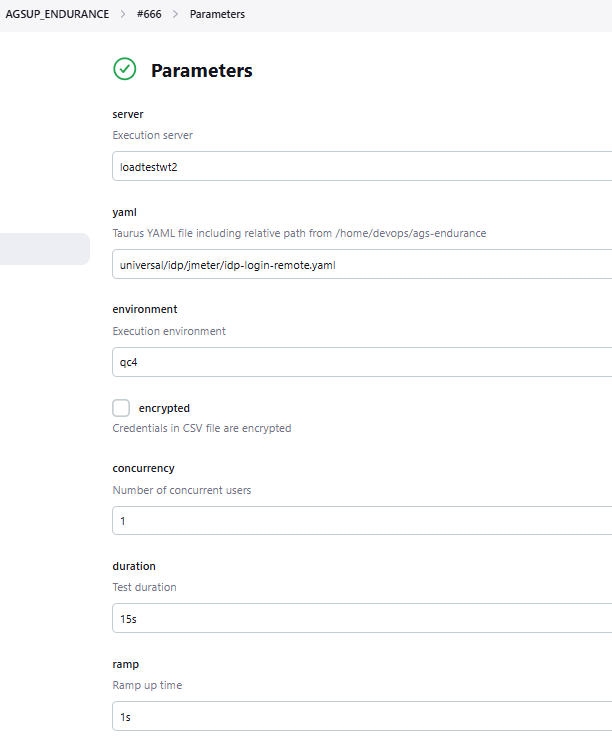 AGSUP_ENDURANCE > #666 > Parameters
Parameters
server
Execution server
loadtestwt2
yaml
Taurus YAML file including relative path from /home/devops/ags-endurance
universal/idp/jmeter/idp-login-remote.yaml
environment
Execution environment
qc4
encrypted
Credentials in CSV file are encrypted
concurrency
Number of concurrent users
1
duration
Test duration
15s
ramp
Ramp up time
1s